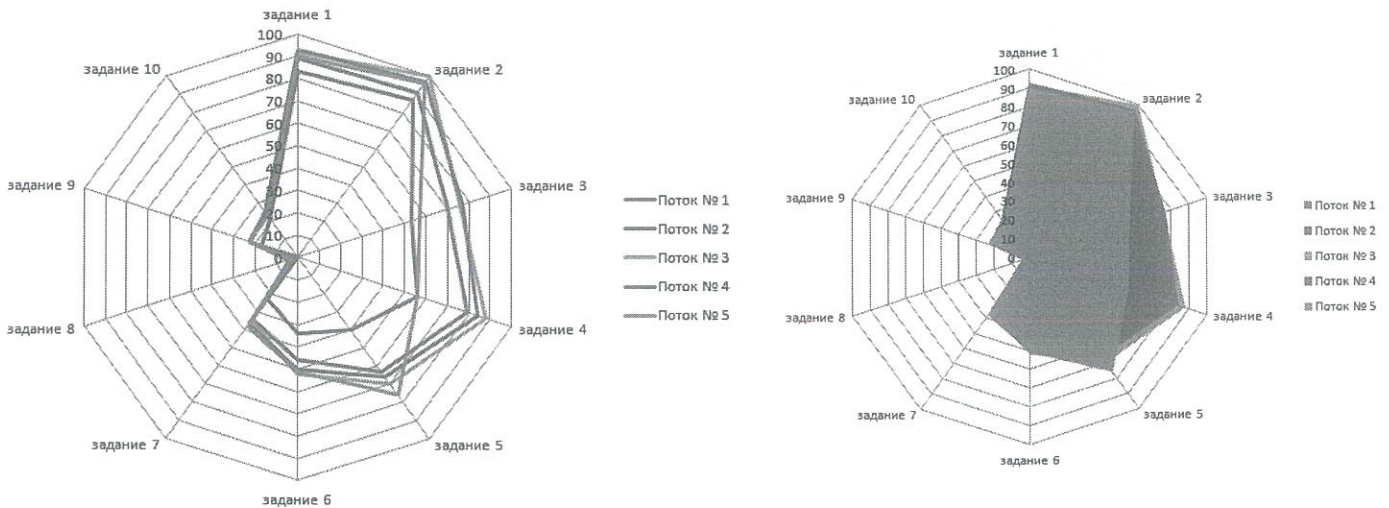 задание 1
100
90
80
70
60
50
40
30
20
10
0
задание 2
задание 3
задание 4
задание 5
задание 6
задание 7
задание 8
задание 9
задание 10
Поток № 1
Поток № 2
Поток № 3
Поток № 4
Поток № 5
задание 1
100
90
80
70
60
50
40
30
20
10
0
задание 2
задание 3
задание 4
задание 5
задание 6
задание 7
задание 8
задание 9
задание 10
Поток № 1
Поток № 2
Поток № 3
Поток № 4
Поток № 5